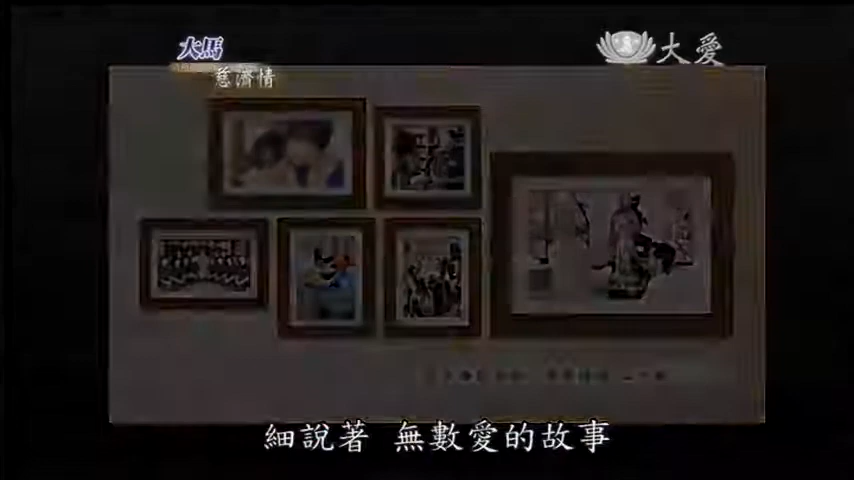 大馬
慈濟情
大愛
細說著 無數愛的故事